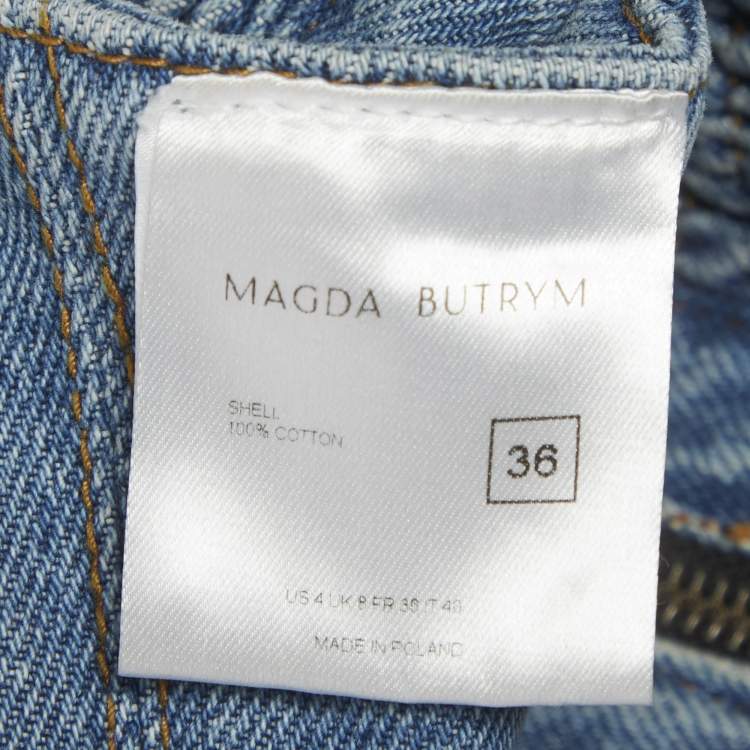 MAGDA BUTRYM
SHELL
100% COTTON
36
US 4 UK 8 FR 36 IT 40
MADE IN POLAND